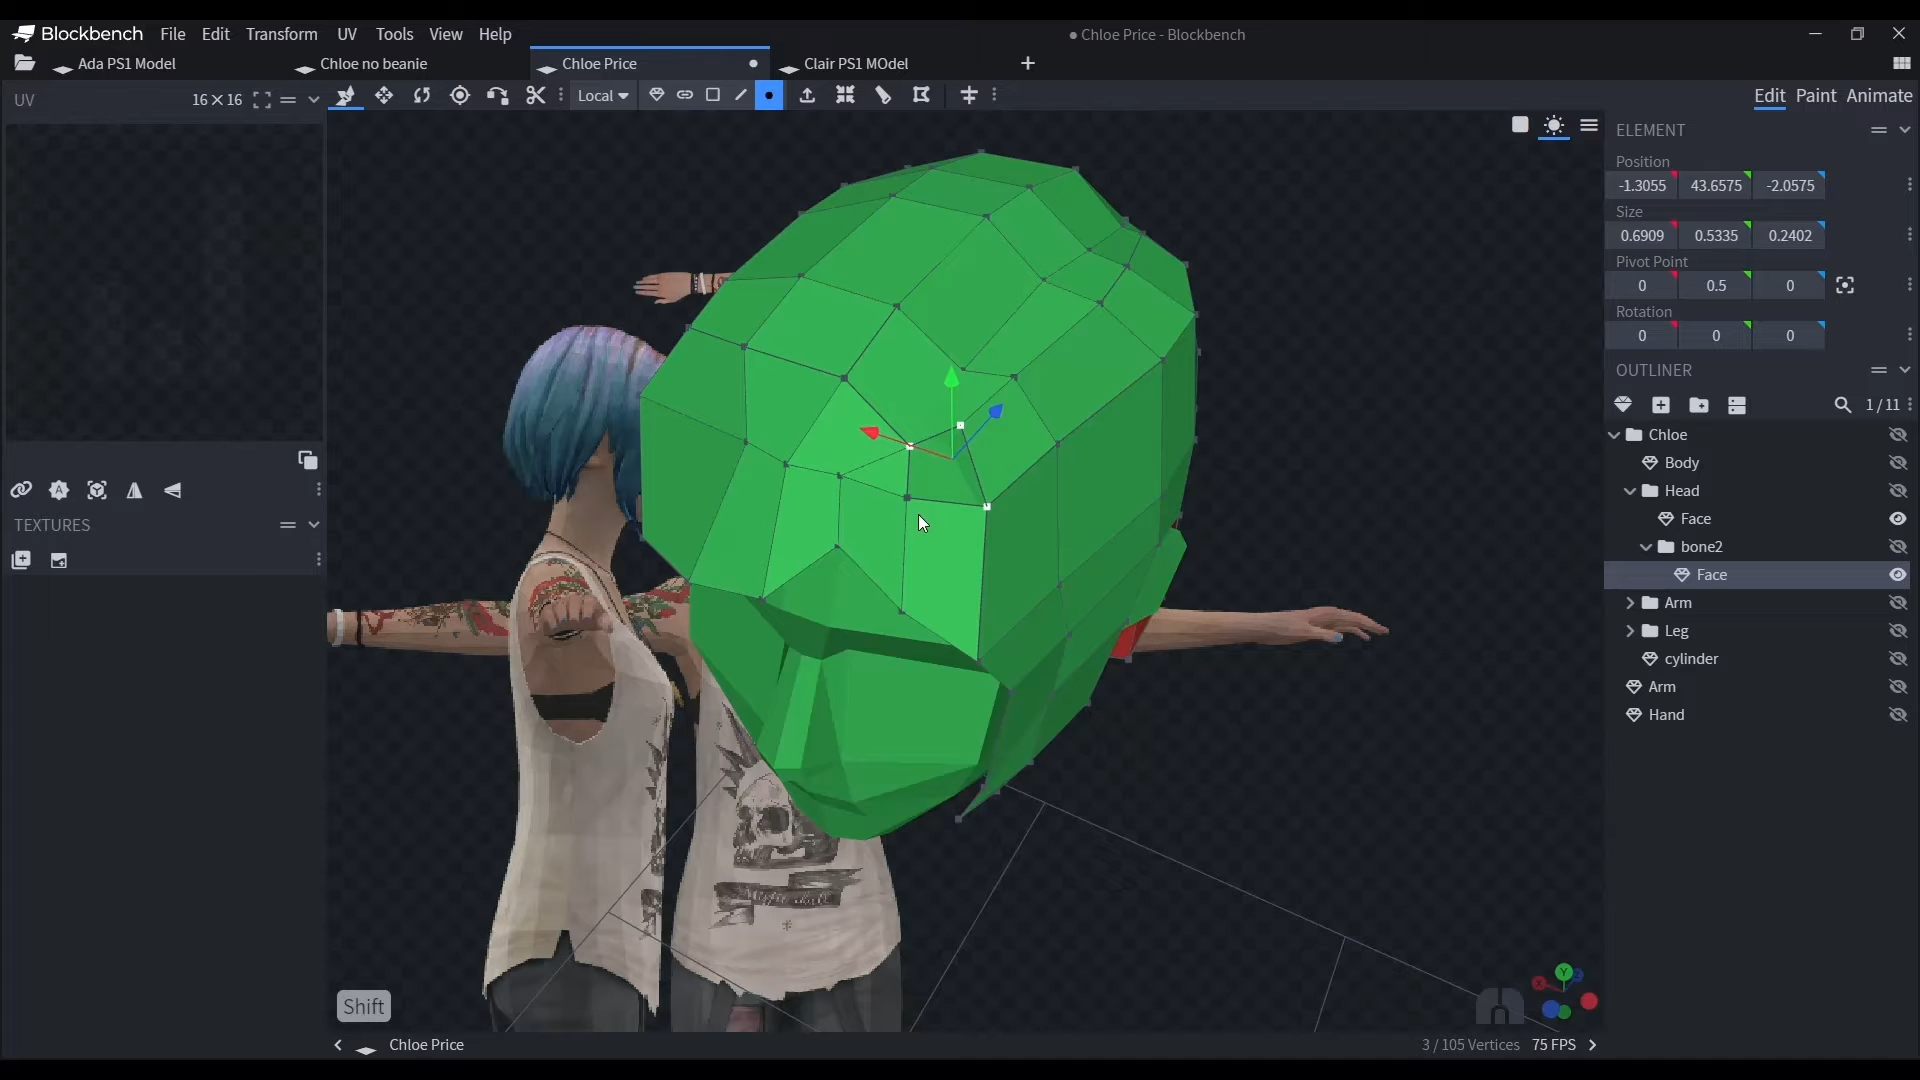 Blockbench File Edit Transform UV Tools View Help
Chloe Price - Blockbench
Ada PS1 Model
Chloe no beanie
Chloe Price
Clair PS1 MOdel
UV
16×16
Local
Edit Paint Animate
ELEMENT
Position
-1.3055 43.6575 -2.0575
Size
0.6909 0.5335 0.2402
Pivot Point
0 0.5 0
Rotation
0 0 0
OUTLINER
1/11
Chloe
Body
Head
Face
bone2
Face
Arm
Leg
cylinder
Arm
Hand
TEXTURES
Shift
Y
Chloe Price
3/105 Vertices 75 FPS